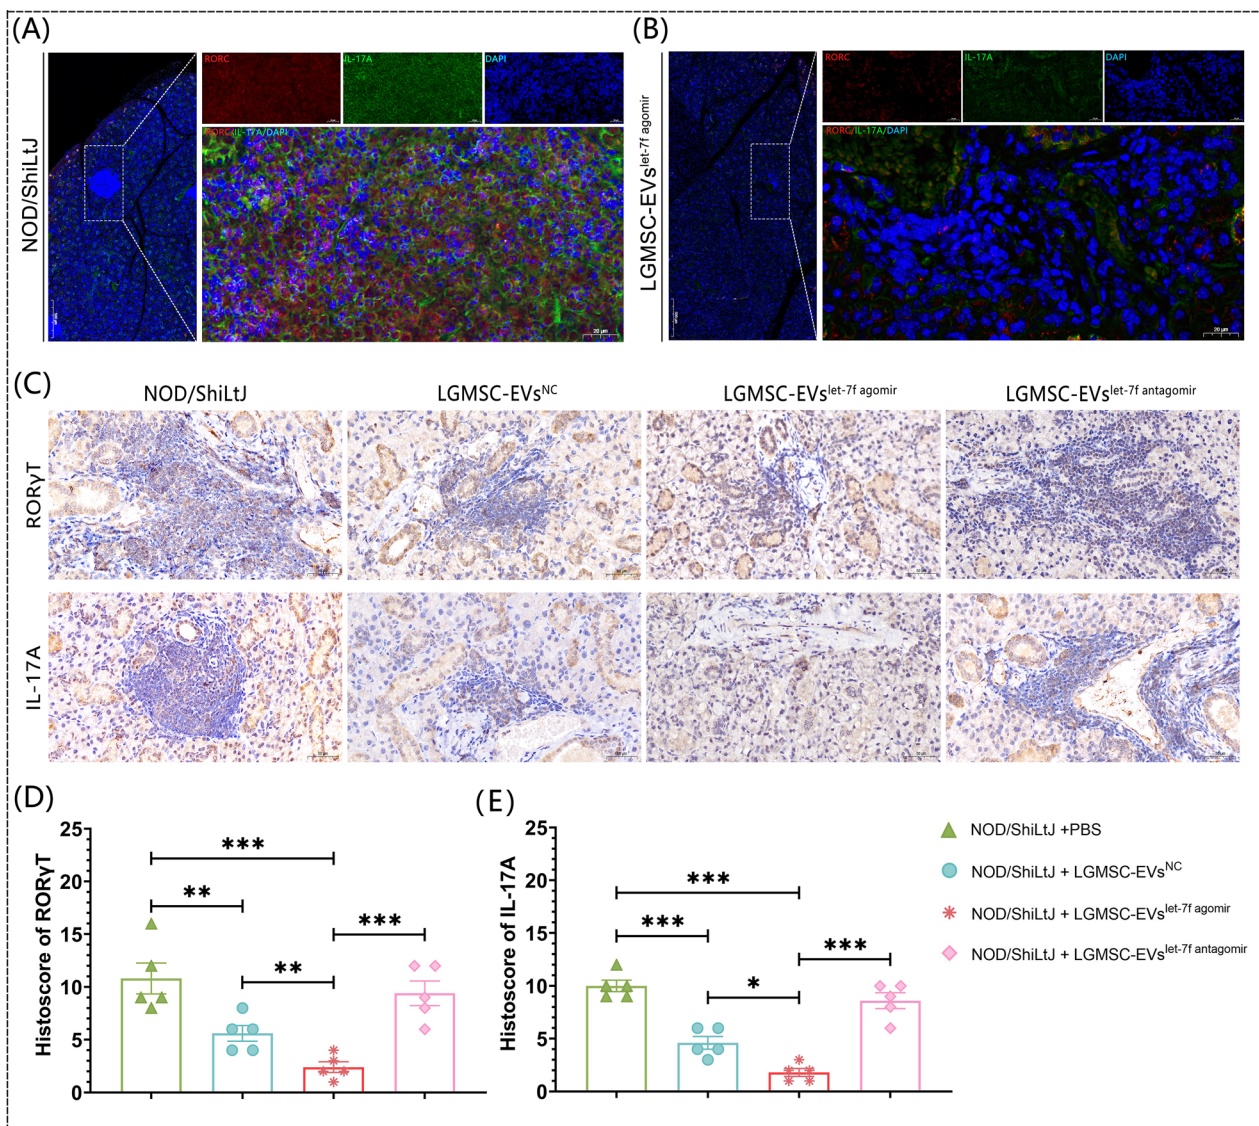 (A)
(B)
NOD/ShiLtJ
RORC
IL-17A
DAPI
RORC/IL-17A/DAPI
20 μm
LGMSC-EVslet-7f agomir
RORC
IL-17A
DAPI
RORC/IL-17A/DAPI
20 μm
(C)
NOD/ShiLtJ
LGMSC-EVsNC
LGMSC-EVslet-7f agomir
LGMSC-EVslet-7f antagomir
RORγT
IL-17A
(D)
Histoscore of RORγT
25
20
15
10
5
0
***
**
***
**
(E)
Histoscore of IL-17A
25
20
15
10
5
0
***
***
***
*
NOD/ShiLtJ +PBS
NOD/ShiLtJ + LGMSC-EVsNC
NOD/ShiLtJ + LGMSC-EVslet-7f agomir
NOD/ShiLtJ + LGMSC-EVslet-7f antagomir